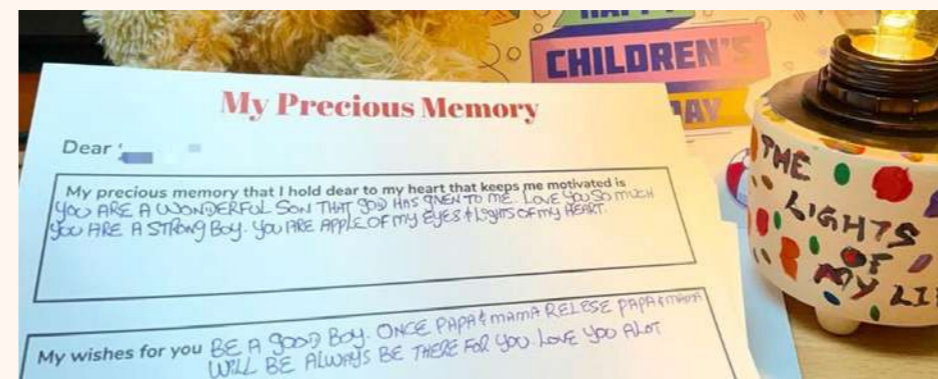 HAPPY
CHILDREN'S
DAY
My Precious Memory
Dear
My precious memory that I hold dear to my heart that keeps me motivated is
YOU ARE A WONDERFUL SON THAT GOD HAS GIVEN TO ME. LOVE YOU SO MUCH
YOU ARE A STRONG BOY. YOU ARE APPLE OF MY EYES & LIGHTS OF MY HEART.
My wishes for you BE A GOOD BOY. ONCE PAPA & MAMA RELESE PAPA & MAMA
WILL BE ALWAYS BE THERE FOR YOU. LOVE YOU ALOT
THE
LIGHTS
OF
MY LI